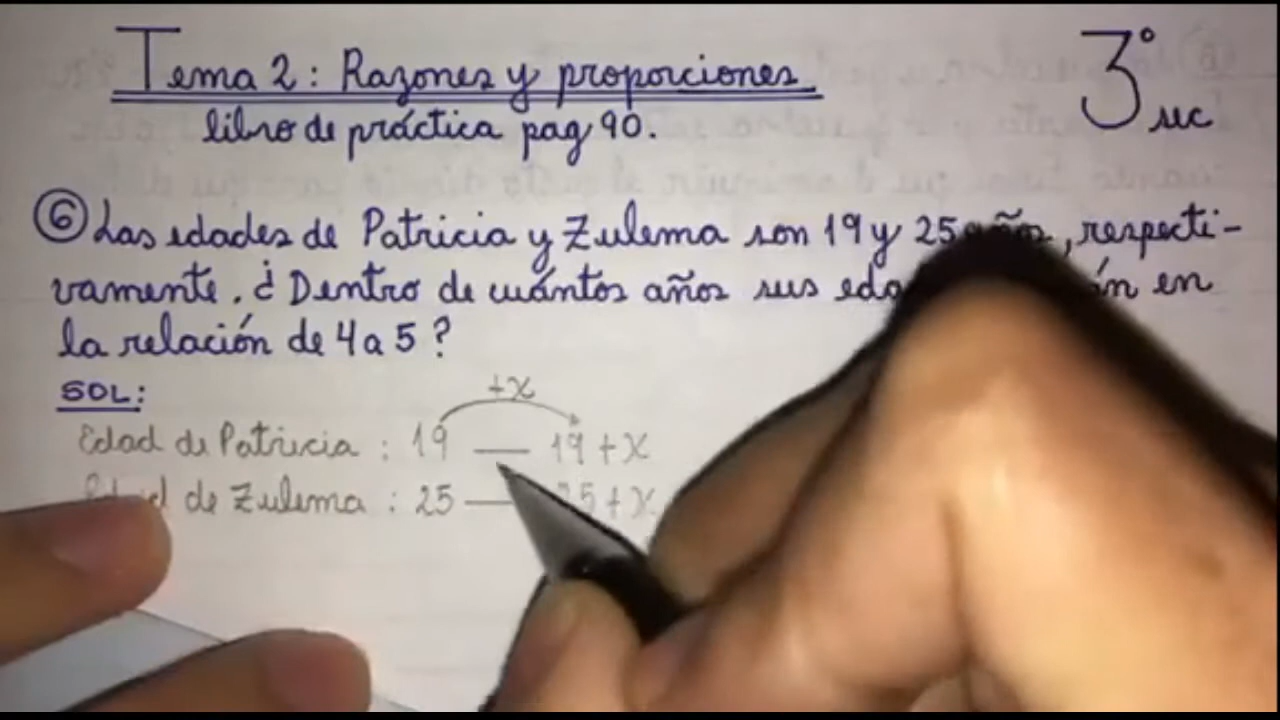 Tema 2: Razones y proporciones
libro de práctica pag 90.
3° sec
⑥ Las edades de Patricia y Zulema son 19 y 25 años, respecti-
vamente. ¿Dentro de cuántos años sus en
la relación de 4 a 5?
SOL:
+x
Edad de Patricia : 19 — 19+x
de Zulema : 25 — 25+x